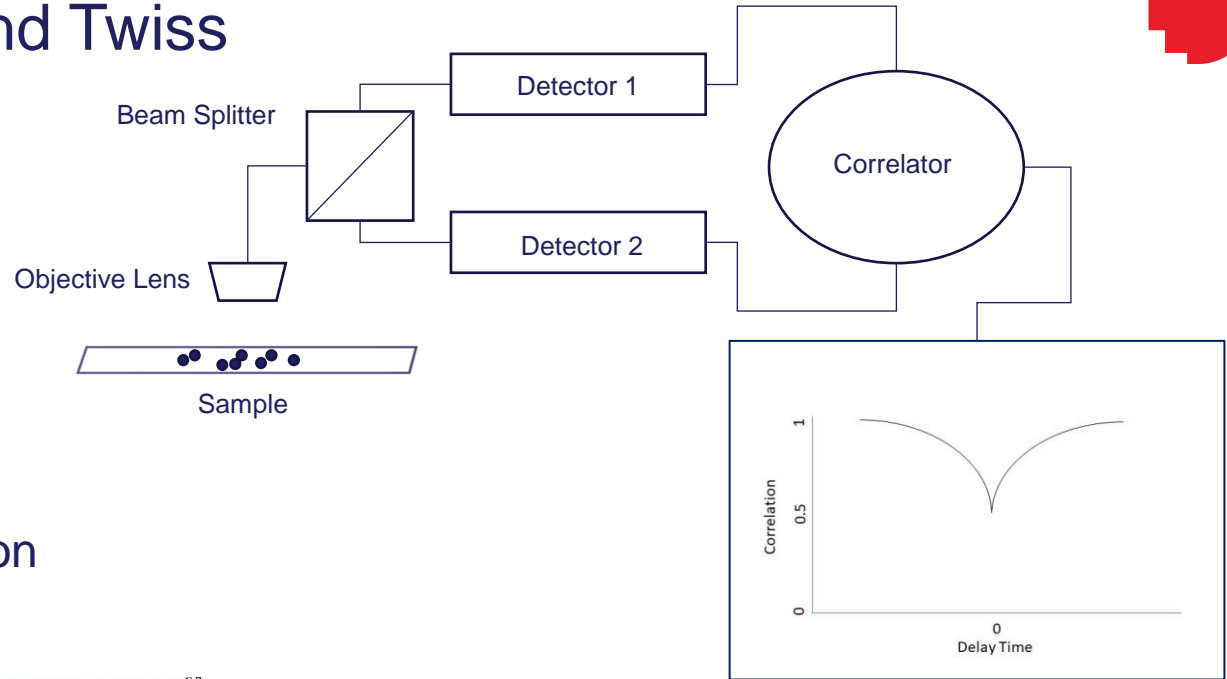 nd Twiss
Detector 1
Beam Splitter
Correlator
Detector 2
Objective Lens
Sample
on
1
0.5
0
Correlation
0
Delay Time